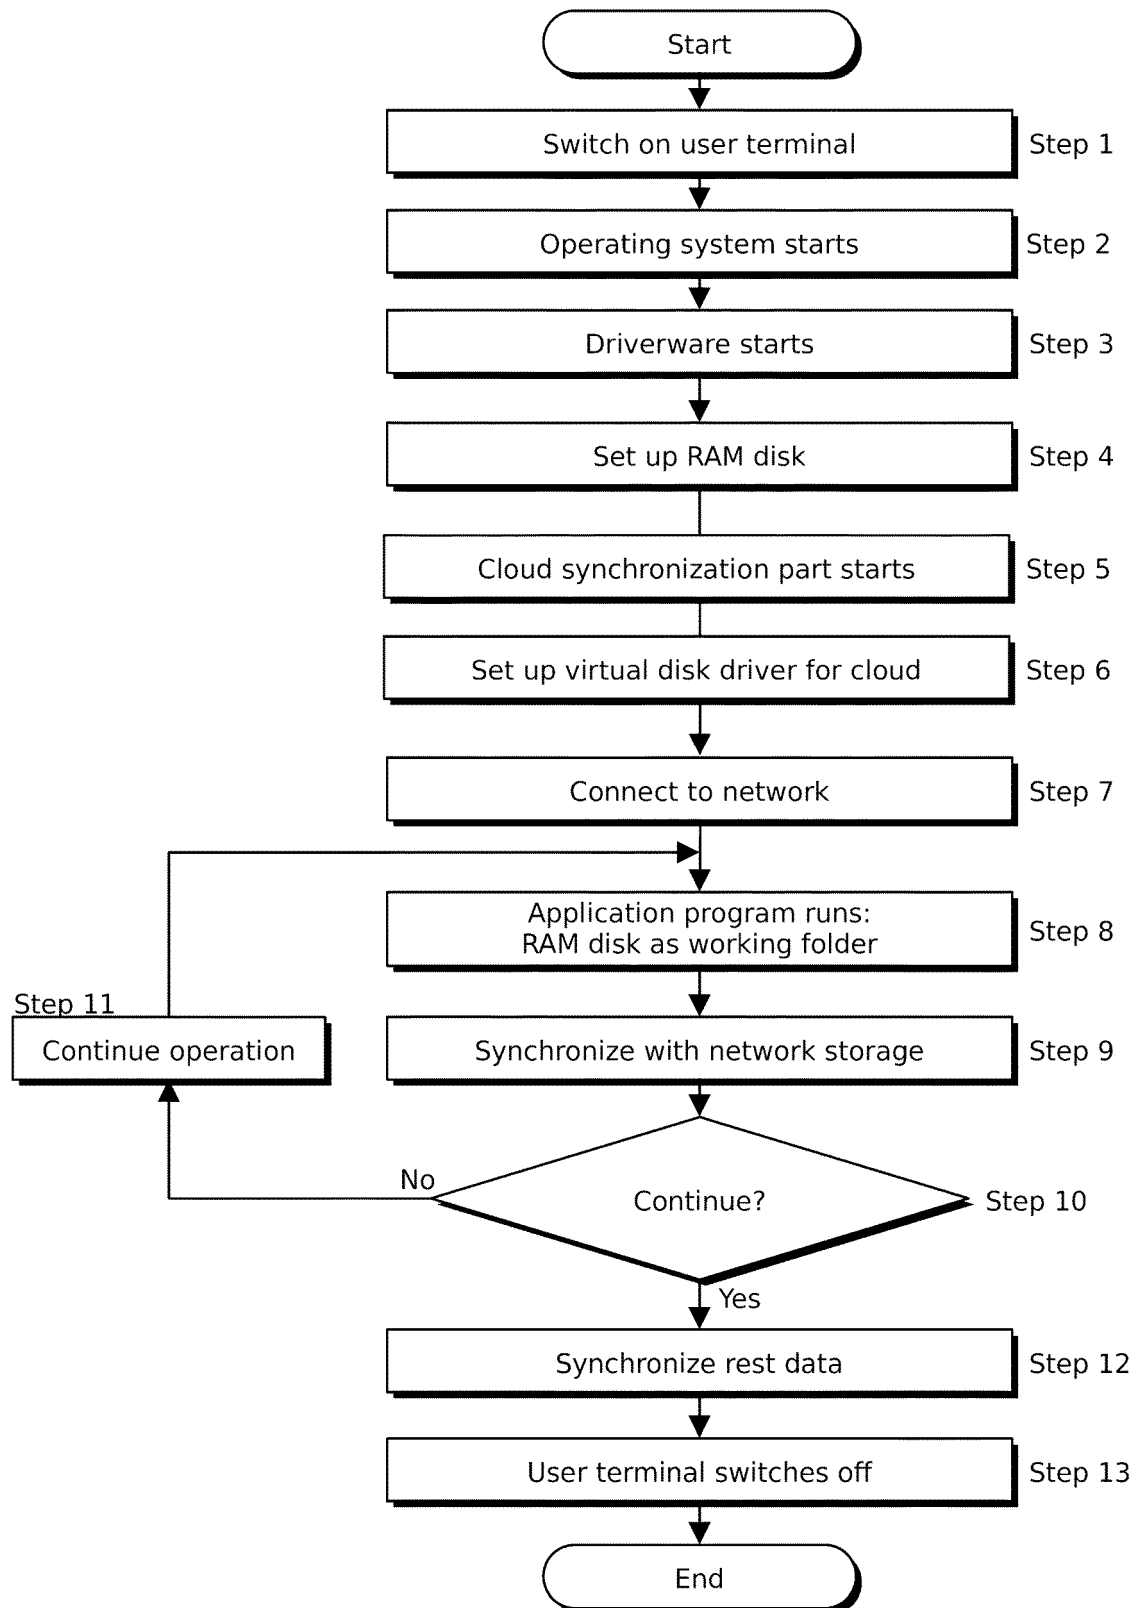 Start
Switch on user terminal
Step 1
Operating system starts
Step 2
Driverware starts
Step 3
Set up RAM disk
Step 4
Cloud synchronization part starts
Step 5
Set up virtual disk driver for cloud
Step 6
Connect to network
Step 7
Application program runs:
RAM disk as working folder
Step 8
Step 11
Continue operation
Synchronize with network storage
Step 9
No
Continue?
Step 10
Yes
Synchronize rest data
Step 12
User terminal switches off
Step 13
End